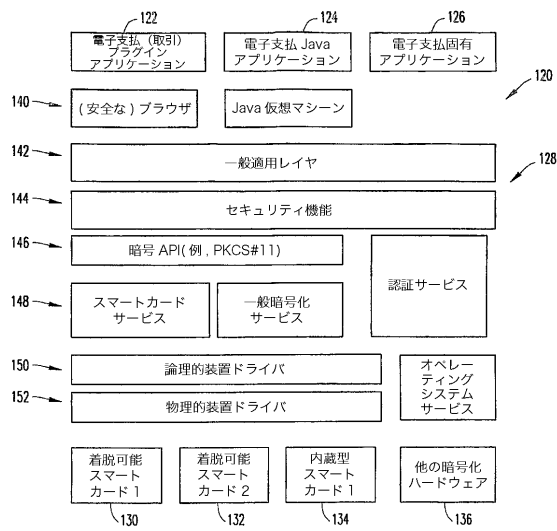 122
124
126
電子支払（取引）
プラグイン
アプリケーション
電子支払 Java
アプリケーション
電子支払固有
アプリケーション
120
140
(安全な) ブラウザ
Java 仮想マシーン
142
一般適用レイヤ
128
144
セキュリティ機能
146
暗号 API(例, PKCS#11)
認証サービス
148
スマートカード
サービス
一般暗号化
サービス
150
論理的装置ドライバ
オペレー
ティング
システム
サービス
152
物理的装置ドライバ
着脱可能
スマート
カード 1
着脱可能
スマート
カード 2
内蔵型
スマート
カード 1
他の暗号化
ハードウェア
130
132
134
136